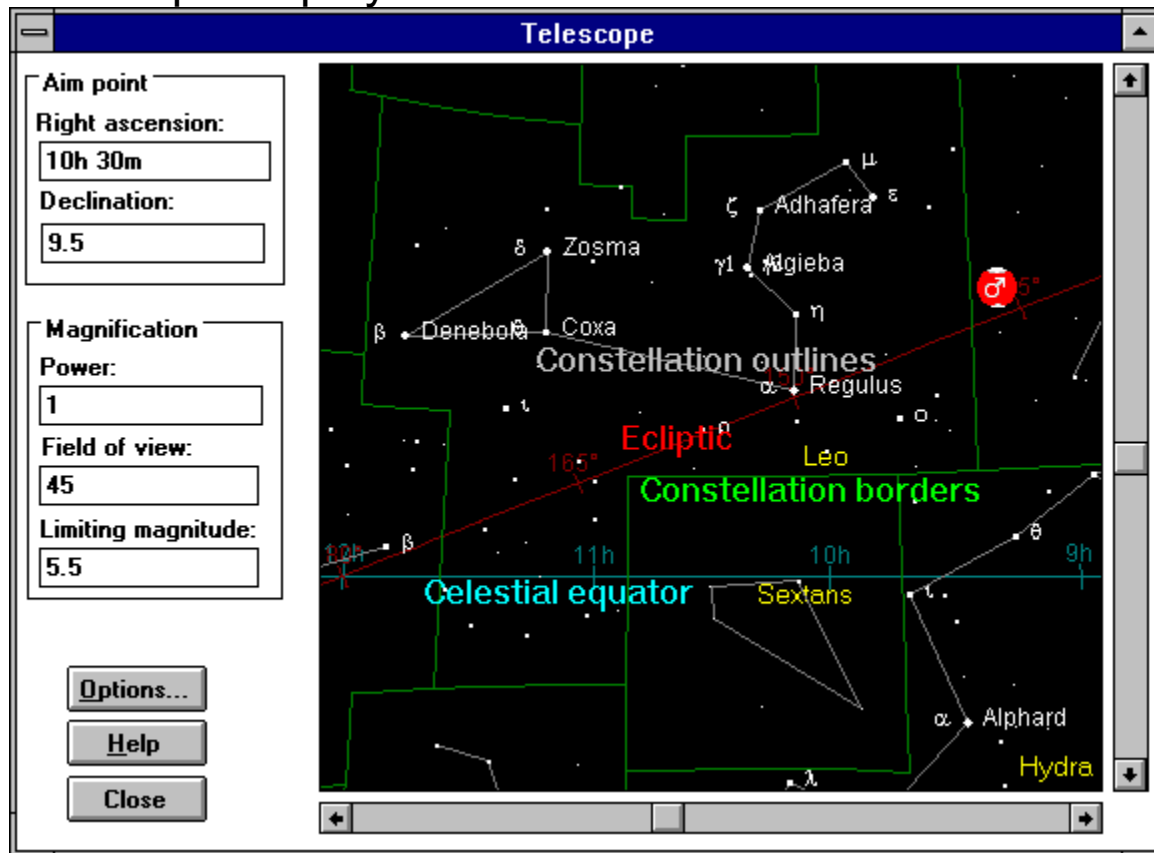 Telescope
Aim point
Right ascension:
10h 30m
Declination:
9.5
Magnification
Power:
1
Field of view:
45
Limiting magnitude:
5.5
Options...
Help
Close
μ
ε
ζ Adhafera
δ Zosma
γ1 Algieba
♂
η
β Denebola
θ Coxa
Constellation outlines
150°
α Regulus
ι
ο
ρ
Ecliptic
Leo
165°
Constellation borders
θ
β
12h
11h
10h
9h
Celestial equator
Sextans
ι
α Alphard
Hydra
λ